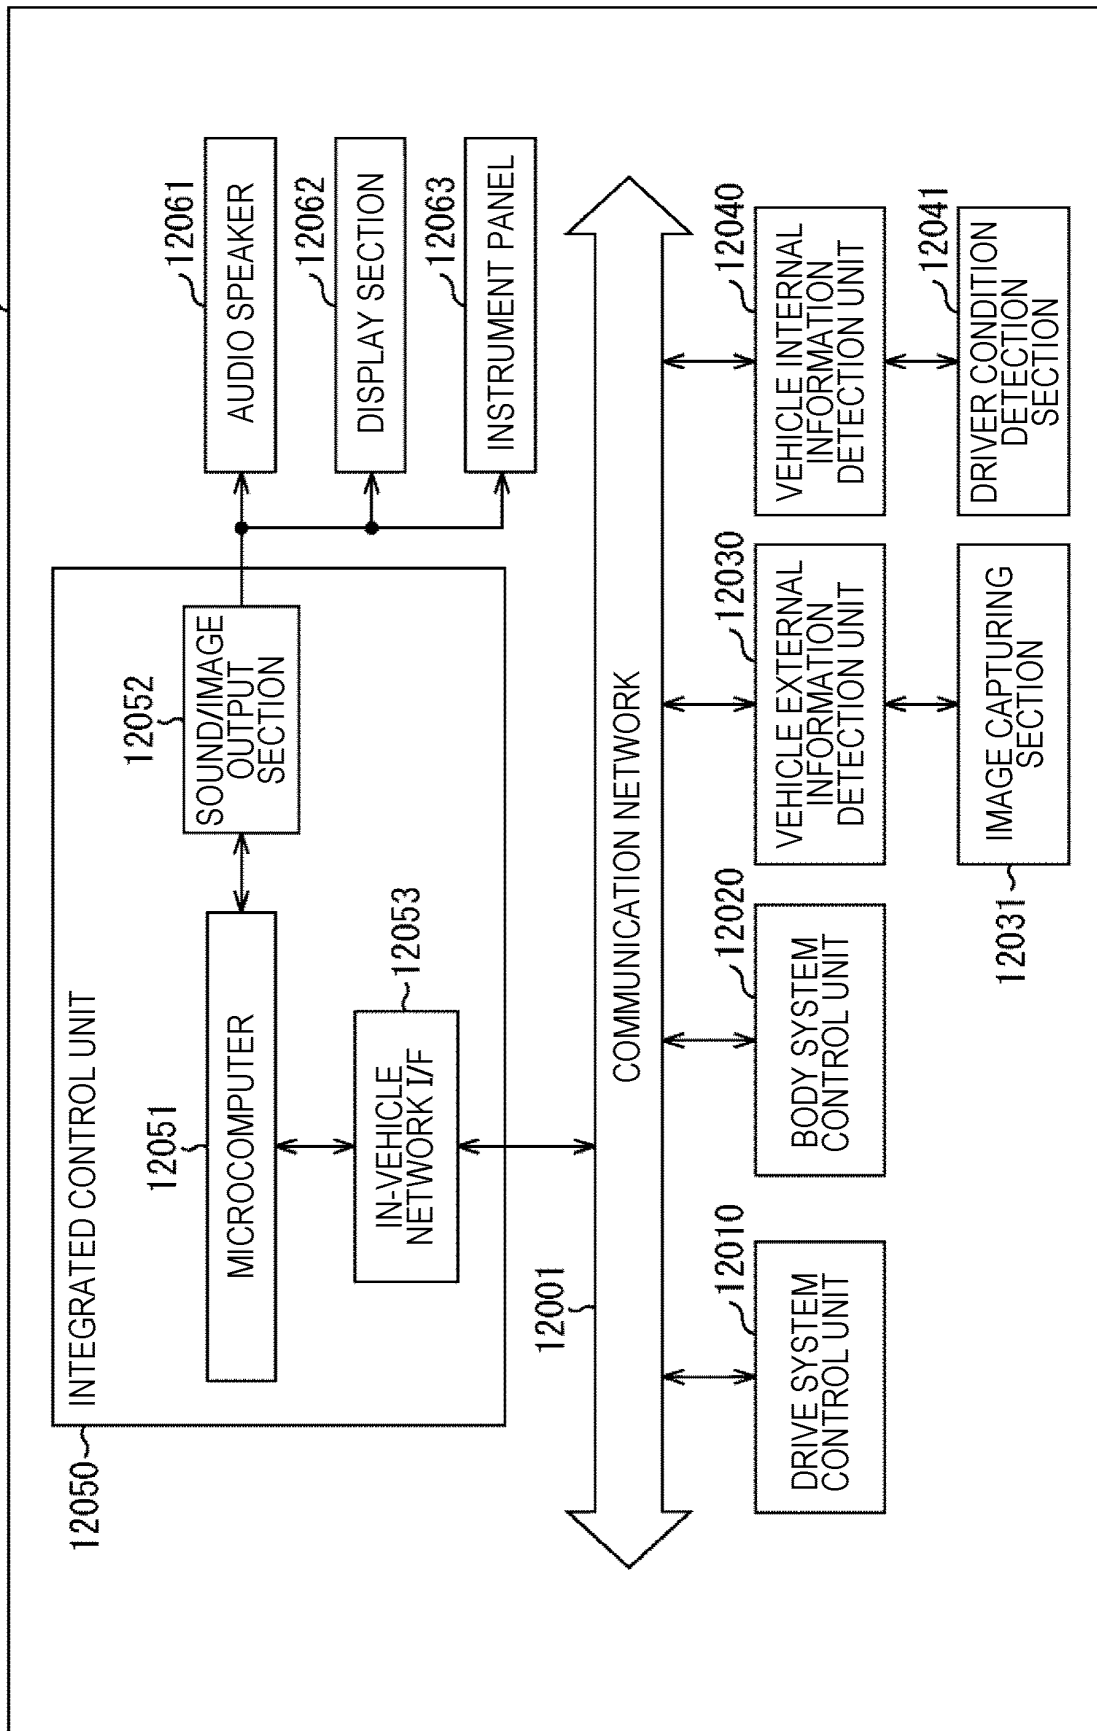 12050
INTEGRATED CONTROL UNIT
12051
MICROCOMPUTER
12052
SOUND/IMAGE
OUTPUT
SECTION
12053
IN-VEHICLE
NETWORK I/F
12061
AUDIO SPEAKER
12062
DISPLAY SECTION
12063
INSTRUMENT PANEL
12001
COMMUNICATION NETWORK
12010
DRIVE SYSTEM
CONTROL UNIT
12020
BODY SYSTEM
CONTROL UNIT
12030
VEHICLE EXTERNAL
INFORMATION
DETECTION UNIT
12040
VEHICLE INTERNAL
INFORMATION
DETECTION UNIT
12031
IMAGE CAPTURING
SECTION
12041
DRIVER CONDITION
DETECTION
SECTION